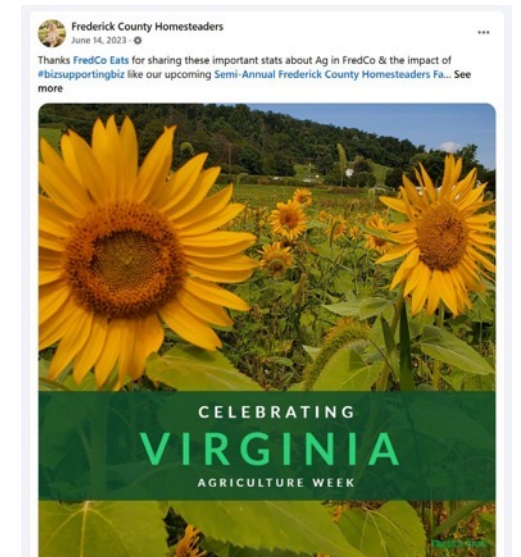 Frederick County Homesteaders
June 14, 2023 ·
Thanks FredCo Eats for sharing these important stats about Ag in FredCo & the impact of
#bizsupportingbiz like our upcoming Semi-Annual Frederick County Homesteaders Fa... See
more
CELEBRATING
VIRGINIA
AGRICULTURE WEEK